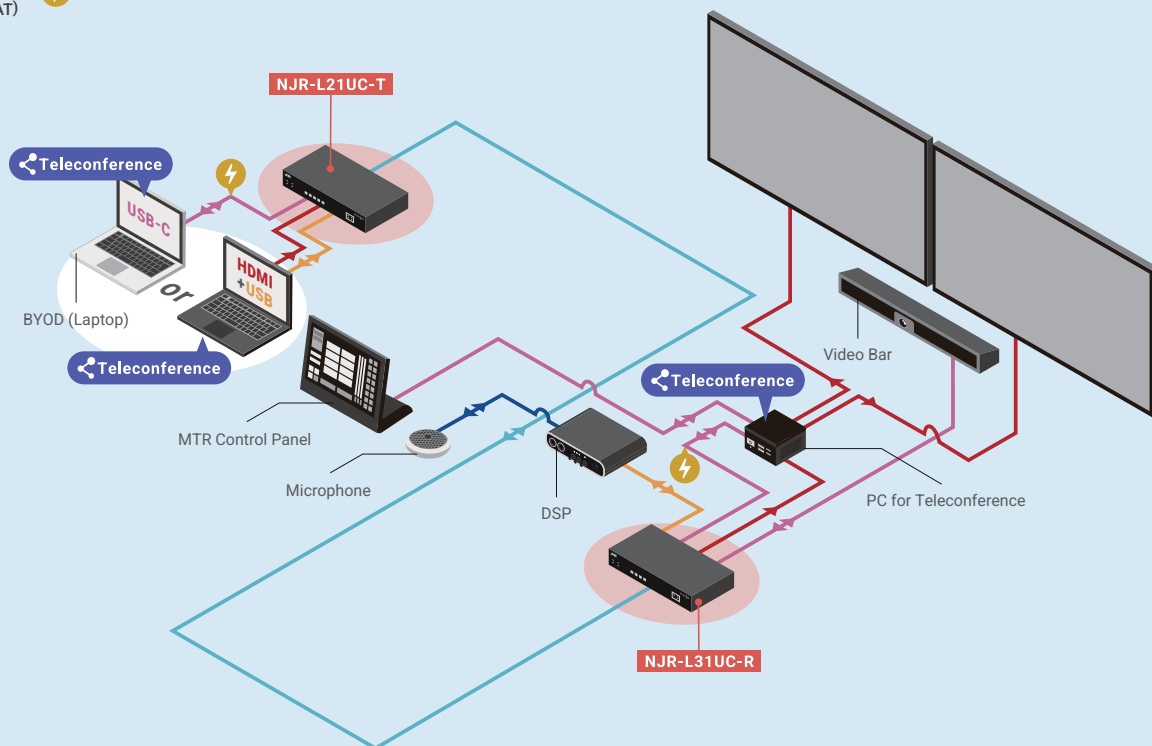 AT)
NJR-L21UC-T
Teleconference
USB-C
HDMI
+USB
or
BYOD (Laptop)
Teleconference
Video Bar
Teleconference
MTR Control Panel
Microphone
DSP
PC for Teleconference
NJR-L31UC-R